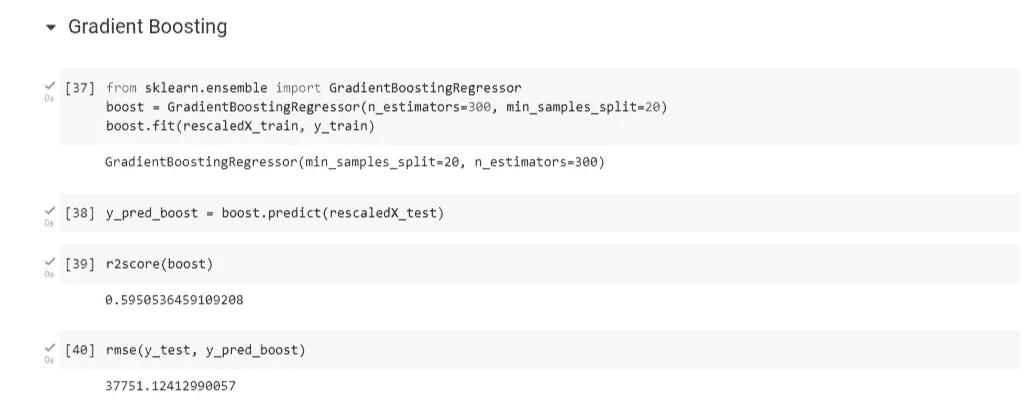 Gradient Boosting
[37] from sklearn.ensemble import GradientBoostingRegressor
boost = GradientBoostingRegressor(n_estimators=300, min_samples_split=20)
boost.fit(rescaledX_train, y_train)
0s
GradientBoostingRegressor(min_samples_split=20, n_estimators=300)
[38] y_pred_boost = boost.predict(rescaledX_test)
0s
[39] r2score(boost)
0s
0.5950536459109208
[40] rmse(y_test, y_pred_boost)
0s
37751.12412990057